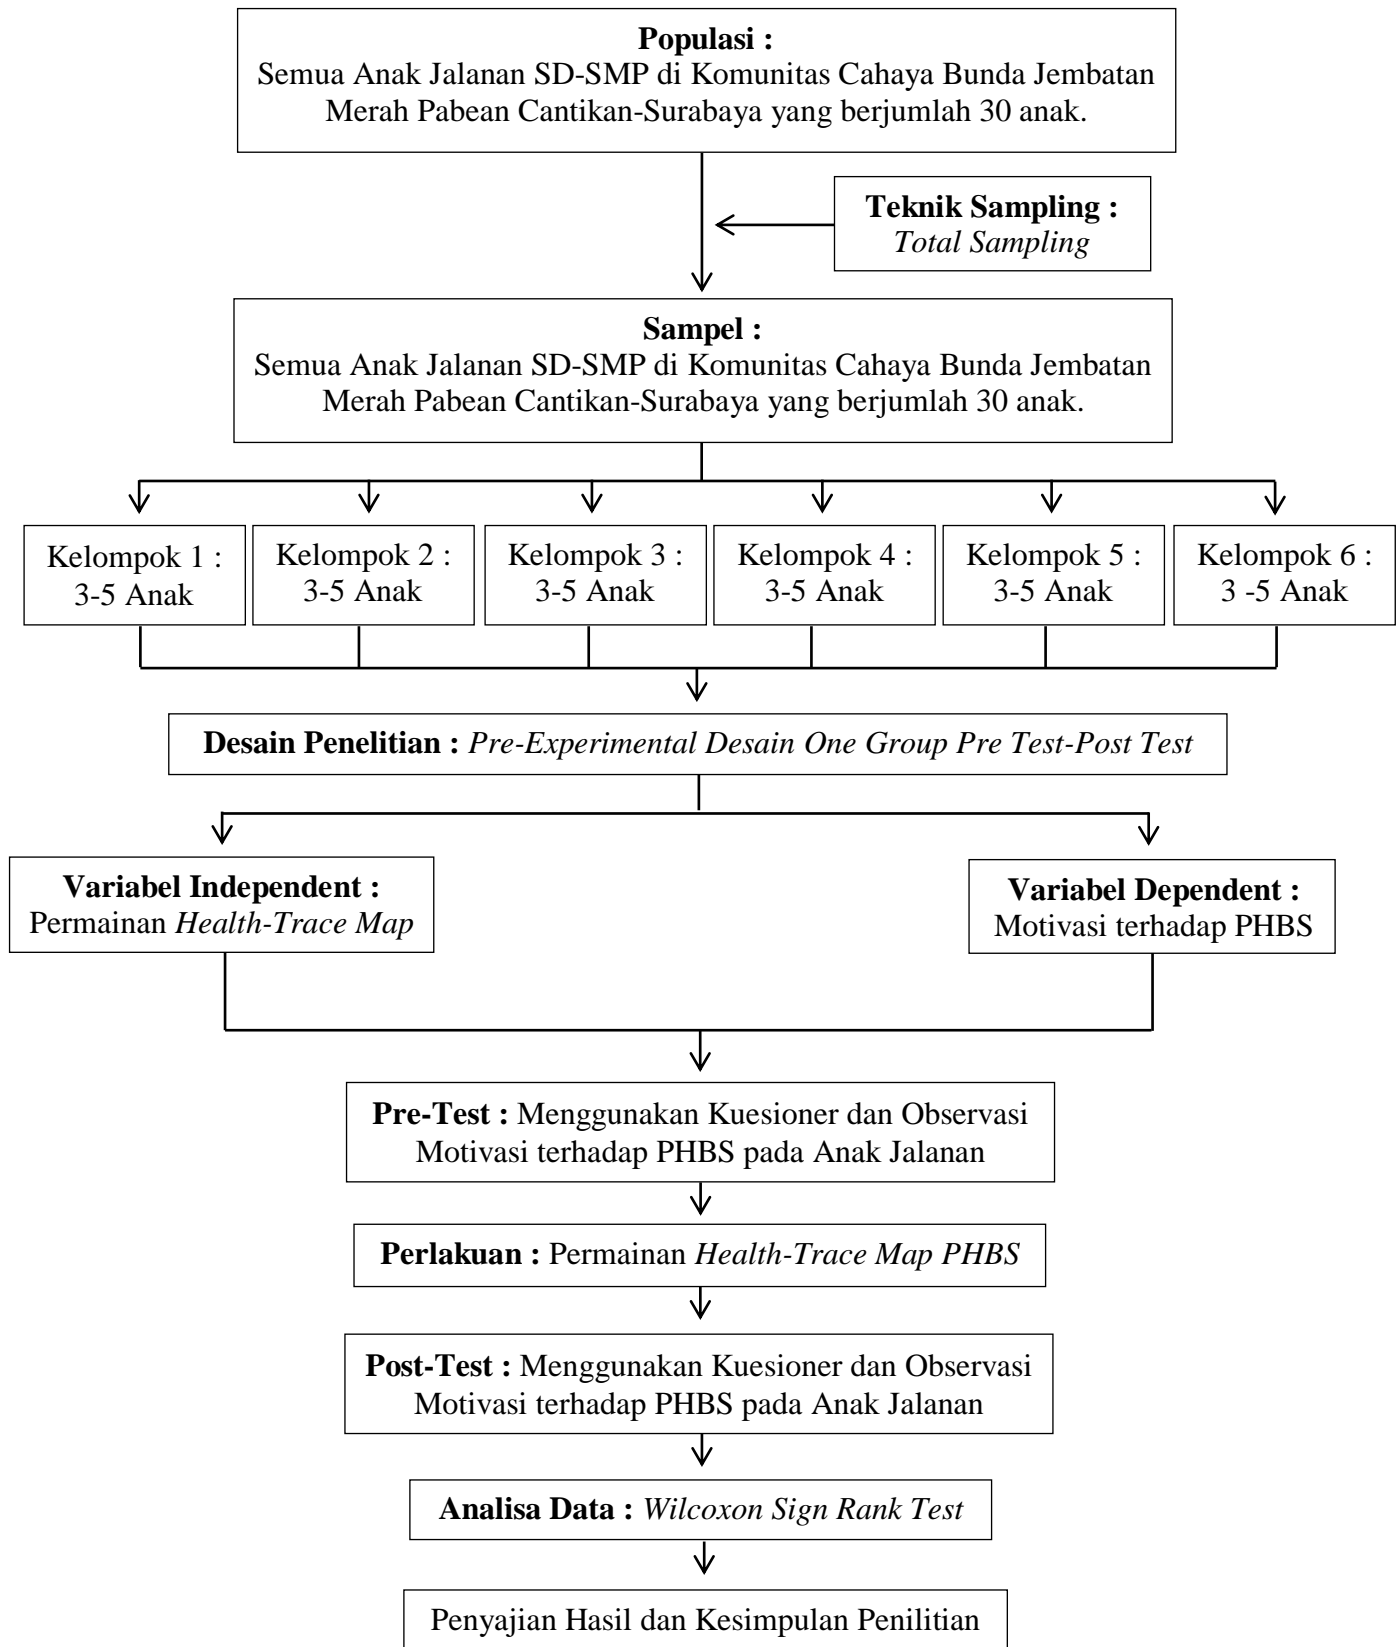 Populasi :
Semua Anak Jalanan SD-SMP di Komunitas Cahaya Bunda Jembatan
Merah Pabean Cantikan-Surabaya yang berjumlah 30 anak.
Teknik Sampling :
Total Sampling
Sampel :
Semua Anak Jalanan SD-SMP di Komunitas Cahaya Bunda Jembatan
Merah Pabean Cantikan-Surabaya yang berjumlah 30 anak.
Kelompok 1 :
3-5 Anak
Kelompok 2 :
3-5 Anak
Kelompok 3 :
3-5 Anak
Kelompok 4 :
3-5 Anak
Kelompok 5 :
3-5 Anak
Kelompok 6 :
3 -5 Anak
Desain Penelitian : Pre-Experimental Desain One Group Pre Test-Post Test
Variabel Independent :
Permainan Health-Trace Map
Variabel Dependent :
Motivasi terhadap PHBS
Pre-Test : Menggunakan Kuesioner dan Observasi
Motivasi terhadap PHBS pada Anak Jalanan
Perlakuan : Permainan Health-Trace Map PHBS
Post-Test : Menggunakan Kuesioner dan Observasi
Motivasi terhadap PHBS pada Anak Jalanan
Analisa Data : Wilcoxon Sign Rank Test
Penyajian Hasil dan Kesimpulan Penilitian